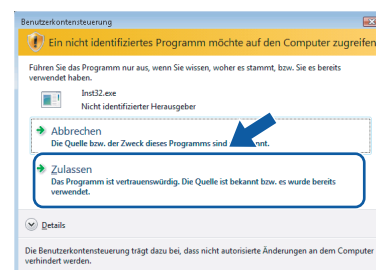 Benutzerkontensteuerung
Ein nicht identifiziertes Programm möchte auf den Computer zugreifen
Führen Sie das Programm nur aus, wenn Sie wissen, woher es stammt, bzw. Sie es bereits
verwendet haben.
Inst32.exe
Nicht identifizierter Herausgeber
Abbrechen
Die Quelle bzw. der Zweck dieses Programms sind
Zulassen
Das Programm ist vertrauenswürdig. Die Quelle ist bekannt bzw. es wurde bereits
verwendet.
Details
Die Benutzerkontensteuerung trägt dazu bei, dass nicht autorisierte Änderungen an dem Computer
verhindert werden.